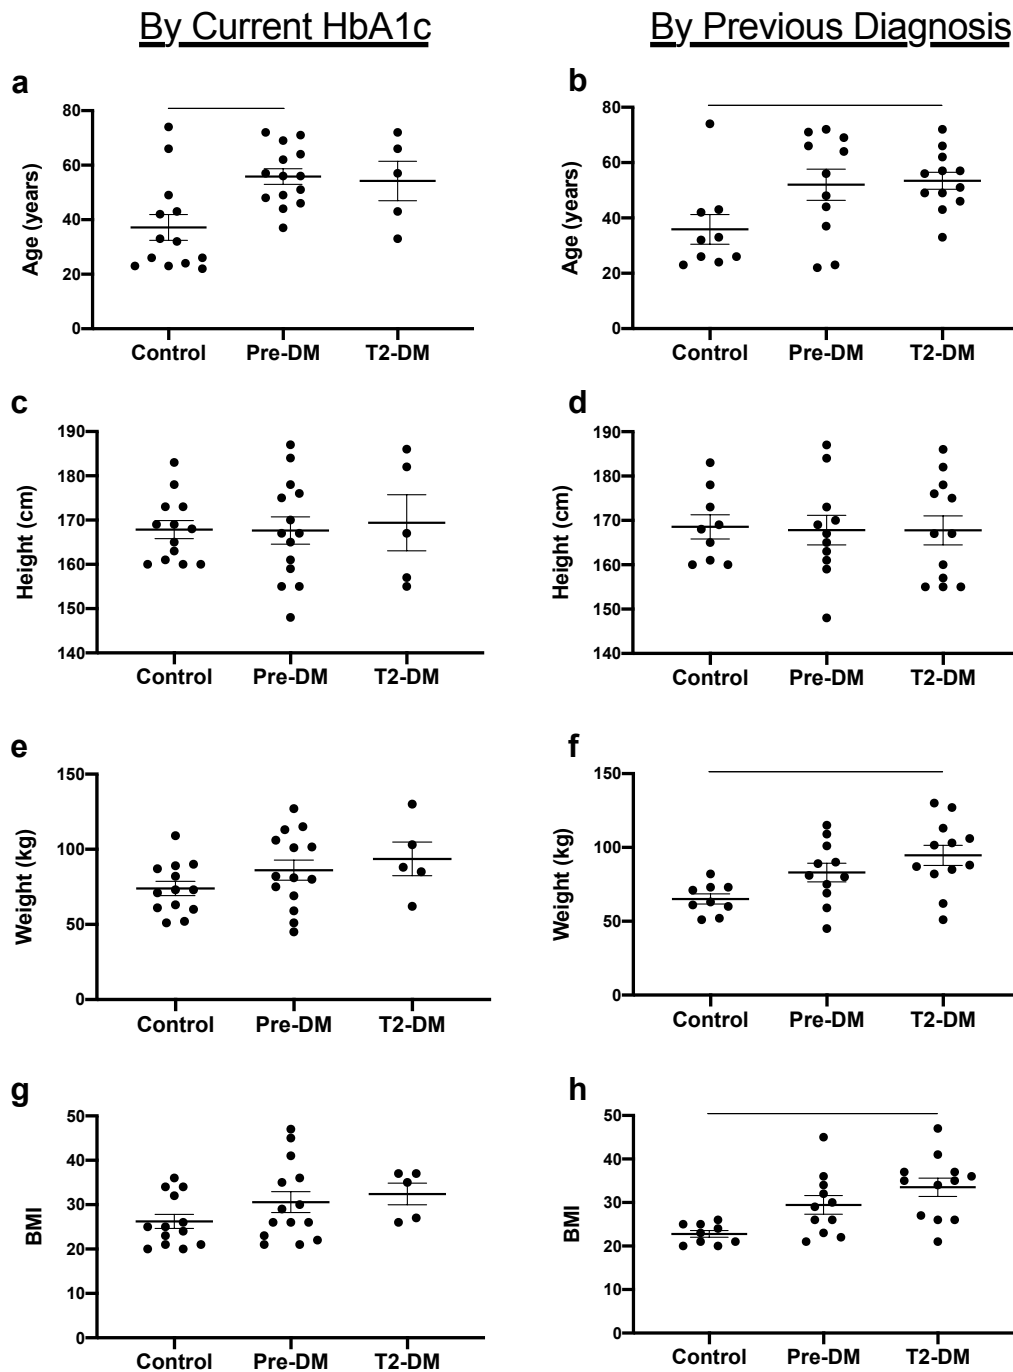 By Current HbA1c
By Previous Diagnosis
a
Age (years)
80
60
40
20
0
Control Pre-DM T2-DM
b
Age (years)
80
60
40
20
0
Control Pre-DM T2-DM
c
Height (cm)
190
180
170
160
150
140
Control Pre-DM T2-DM
d
Height (cm)
190
180
170
160
150
140
Control Pre-DM T2-DM
e
Weight (kg)
150
100
50
0
Control Pre-DM T2-DM
f
Weight (kg)
150
100
50
0
Control Pre-DM T2-DM
g
BMI
50
40
30
20
10
0
Control Pre-DM T2-DM
h
BMI
50
40
30
20
10
0
Control Pre-DM T2-DM